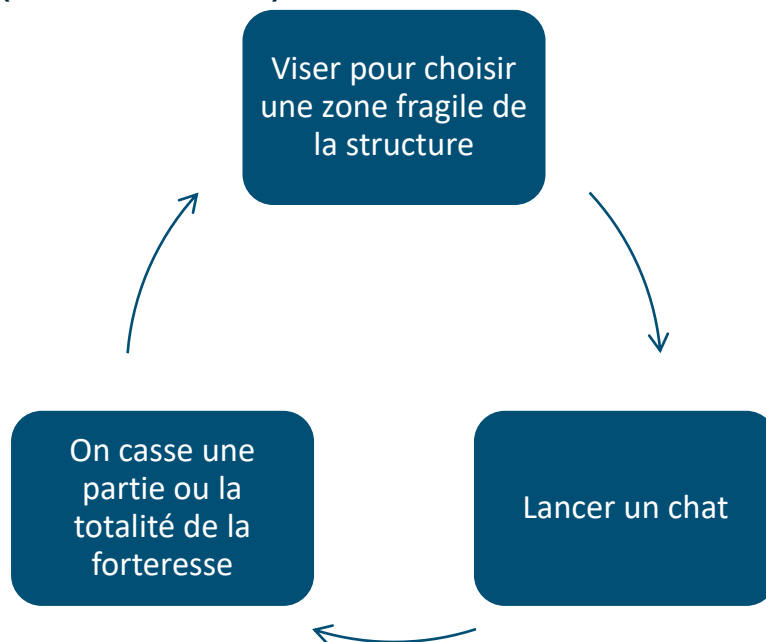 Viser pour choisir
une zone fragile de
la structure
Lancer un chat
On casse une
partie ou la
totalité de la
forteresse